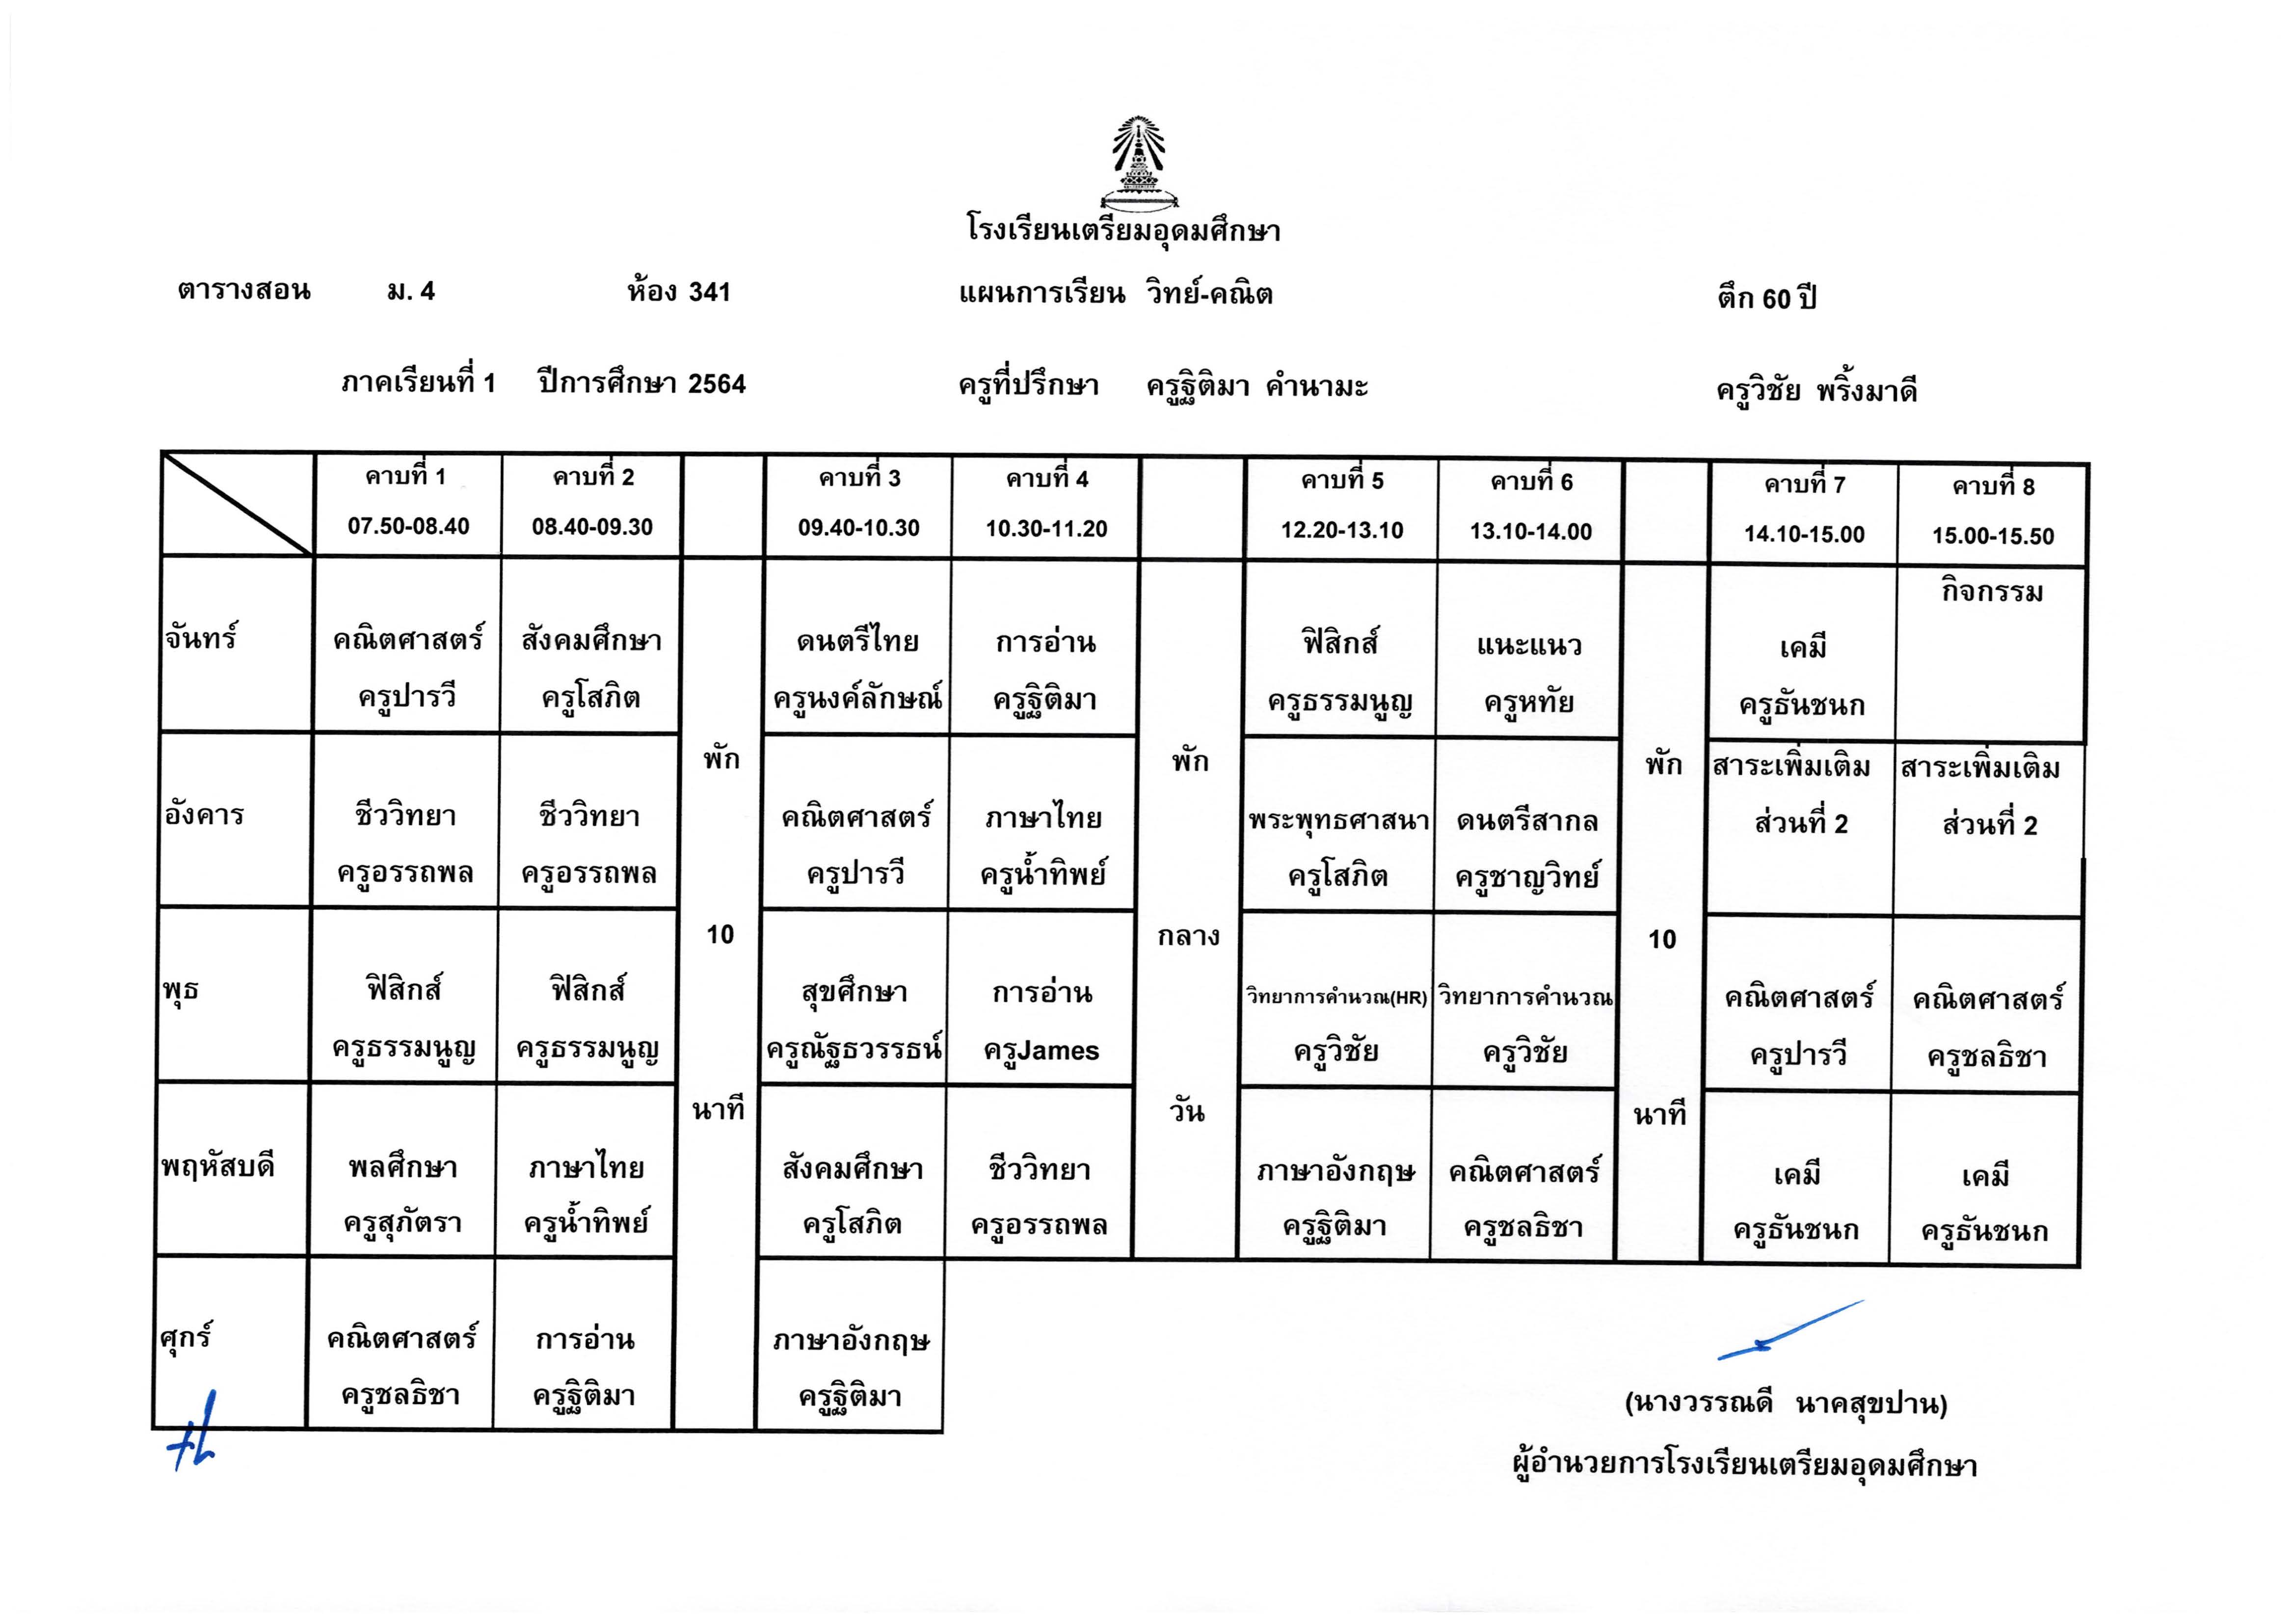 โรงเรียนเตรียมอุดมศึกษา
ตารางสอน ม. 4 ห้อง 341 แผนการเรียน วิทย์-คณิต ตึก 60 ปี
ภาคเรียนที่ 1 ปีการศึกษา 2564 ครูที่ปรึกษา ครูฐิติมา คำนามะ ครูวิชัย พริ้งมาดี
คาบที่ 1 คาบที่ 2 คาบที่ 3 คาบที่ 4 คาบที่ 5 คาบที่ 6 คาบที่ 7 คาบที่ 8
07.50-08.40 08.40-09.30 09.40-10.30 10.30-11.20 12.20-13.10 13.10-14.00 14.10-15.00 15.00-15.50
กิจกรรม
จันทร์ คณิตศาสตร์ สังคมศึกษา ดนตรีไทย การอ่าน ฟิสิกส์ แนะแนว เคมี
ครูปารวี ครูโสภิต ครูนงค์ลักษณ์ ครูฐิติมา ครูธรรมนูญ ครูหทัย ครูธันชนก
พัก พัก พัก สาระเพิ่มเติม สาระเพิ่มเติม
อังคาร ชีววิทยา ชีววิทยา คณิตศาสตร์ ภาษาไทย พระพุทธศาสนา ดนตรีสากล ส่วนที่ 2 ส่วนที่ 2
ครูอรรถพล ครูอรรถพล ครูปารวี ครูน้ำทิพย์ ครูโสภิต ครูชาญวิทย์
10 กลาง 10
พุธ ฟิสิกส์ ฟิสิกส์ สุขศึกษา การอ่าน วิทยาการคำนวณ(HR) วิทยาการคำนวณ คณิตศาสตร์ คณิตศาสตร์
ครูธรรมนูญ ครูธรรมนูญ ครูณัฐธวรรธน์ ครูJames ครูวิชัย ครูวิชัย ครูปารวี ครูชลธิชา
นาที วัน นาที
พฤหัสบดี พลศึกษา ภาษาไทย สังคมศึกษา ชีววิทยา ภาษาอังกฤษ คณิตศาสตร์ เคมี เคมี
ครูสุภัตรา ครูน้ำทิพย์ ครูโสภิต ครูอรรถพล ครูฐิติมา ครูชลธิชา ครูธันชนก ครูธันชนก
ศุกร์ คณิตศาสตร์ การอ่าน ภาษาอังกฤษ
ครูชลธิชา ครูฐิติมา ครูฐิติมา
(นางวรรณดี นาคสุขปาน)
ผู้อำนวยการโรงเรียนเตรียมอุดมศึกษา